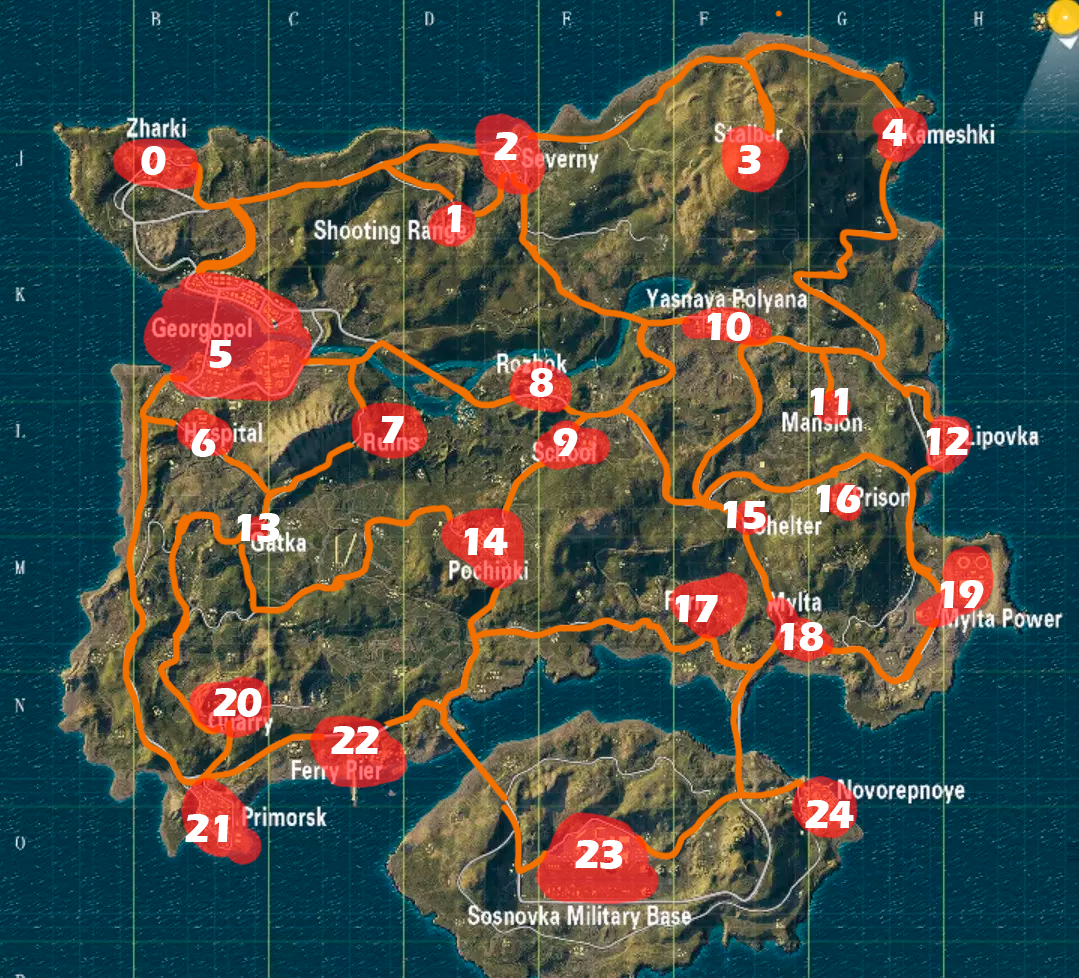 B C D E F G H
Zharki
0
J
2
Severny
Stalber
3
4
Kameshki
Shooting Range
1
K
Georgopol
5
Yasnaya Polyana
10
Rozhok
8
Mansion
11
L
Hospital
6
7
Ruins
9
School
12
Lipovka
13
Gatka
14
Pochinki
15
Shelter
16
Prison
M
17
Mylta
18
19
Mylta Power
N
20
Quarry
22
Ferry Pier
21
Primorsk
O
23
Sosnovka Military Base
Novorepnoye
24